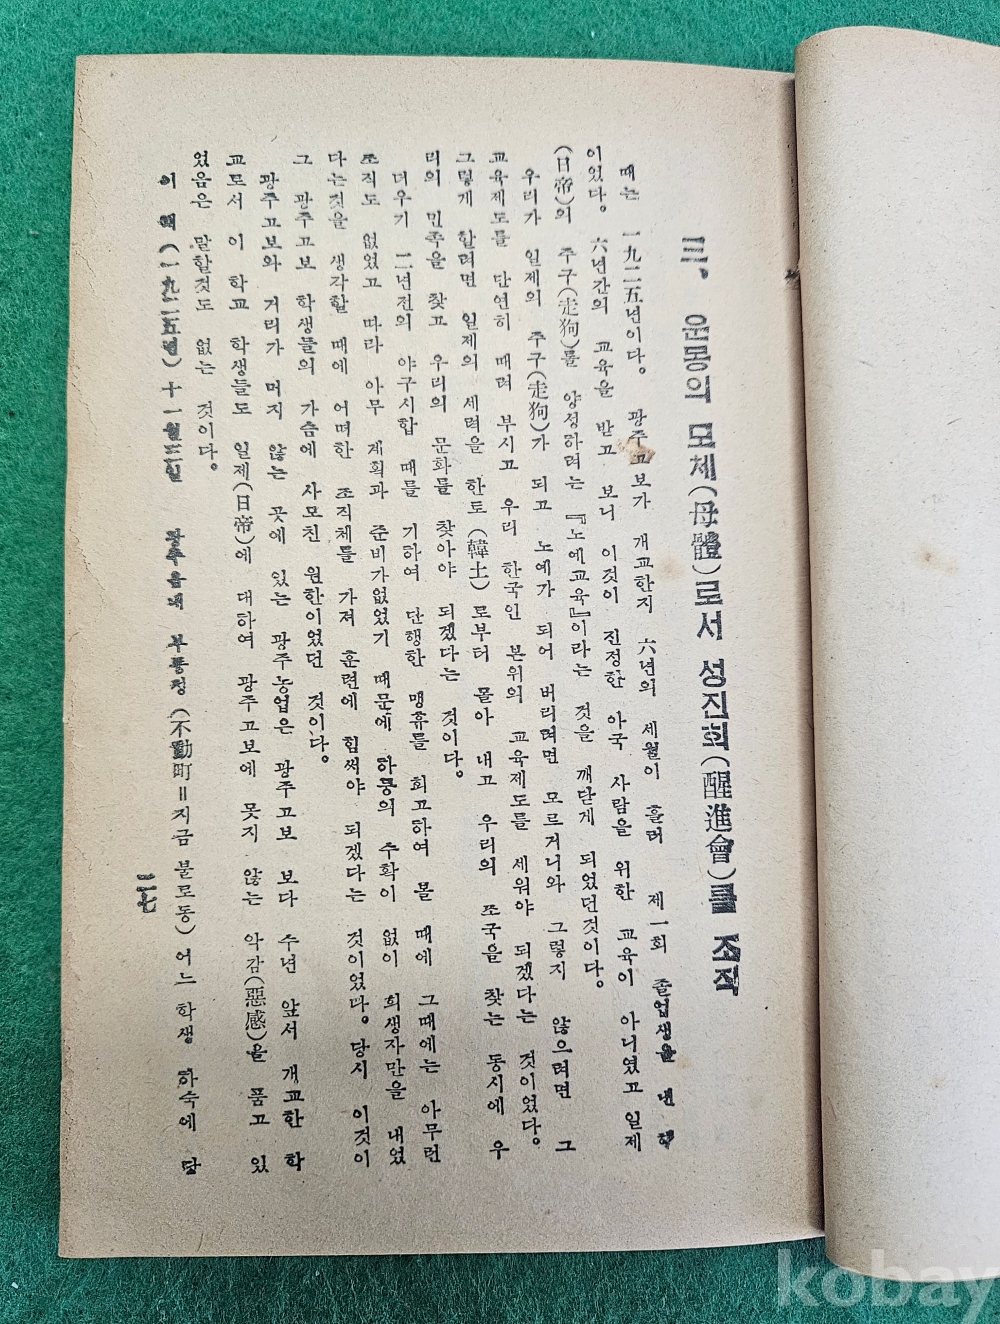 三、 운동의 모체(母體)로서 성진회(醒進會)를 조직
때는 一九二五년이다. 광주고보가 개교한지 六년의 세월이 흘러 제一회 졸업생을 낸 해
이었다. 六년간의 교육을 받고 보니 이것이 진정한 아국 사람을 위한 교육이 아니였고 일제
(日帝)의 주구(走狗)를 양성하려는 『노예교육』이라는 것을 깨닫게 되었던것이다.
우리가 일제의 주구(走狗)가 되고 노예가 되어 버리려면 모르거니와 그렇지 않으려면 그
교육제도를 단연히 때려 부시고 우리 한국인 본위의 교육제도를 세워야 되겠다는 것이었다.
그렇게 할려면 일제의 세력을 한토(韓土)로부터 몰아 내고 우리의 조국을 찾는 동시에 우
리의 민족을 찾고 우리의 문화를 찾아야 되겠다는 것이다.
더우기 二년전의 야구시합 때를 기하여 단행한 맹휴를 회고하여 볼 때에 그때에는 아무런
조직도 없었고 따라 아무 계획과 준비가없었기 때문에 하등의 수확이 없이 희생자만을 내었
다는것을 생각할 때에 어떠한 조직체를 가져 훈련에 힘써야 되겠다는 것이었다. 당시 이것이
그 광주고보 학생들의 가슴에 사모친 원한이었던 것이다.
광주고보와 거리가 머지 않는 곳에 있는 광주농업은 광주고보 보다 수년 앞서 개교한 학
교로서 이 학교 학생들도 일제(日帝)에 대하여 광주고보에 못지 않는 악감(惡感)을 품고 있
었음은 말할것도 없는 것이다.
이 때(一九二五년) 十一월三일 광주읍내 부동정(不動町=지금 불로동) 어느 학생 하숙에 당
二七
kobay